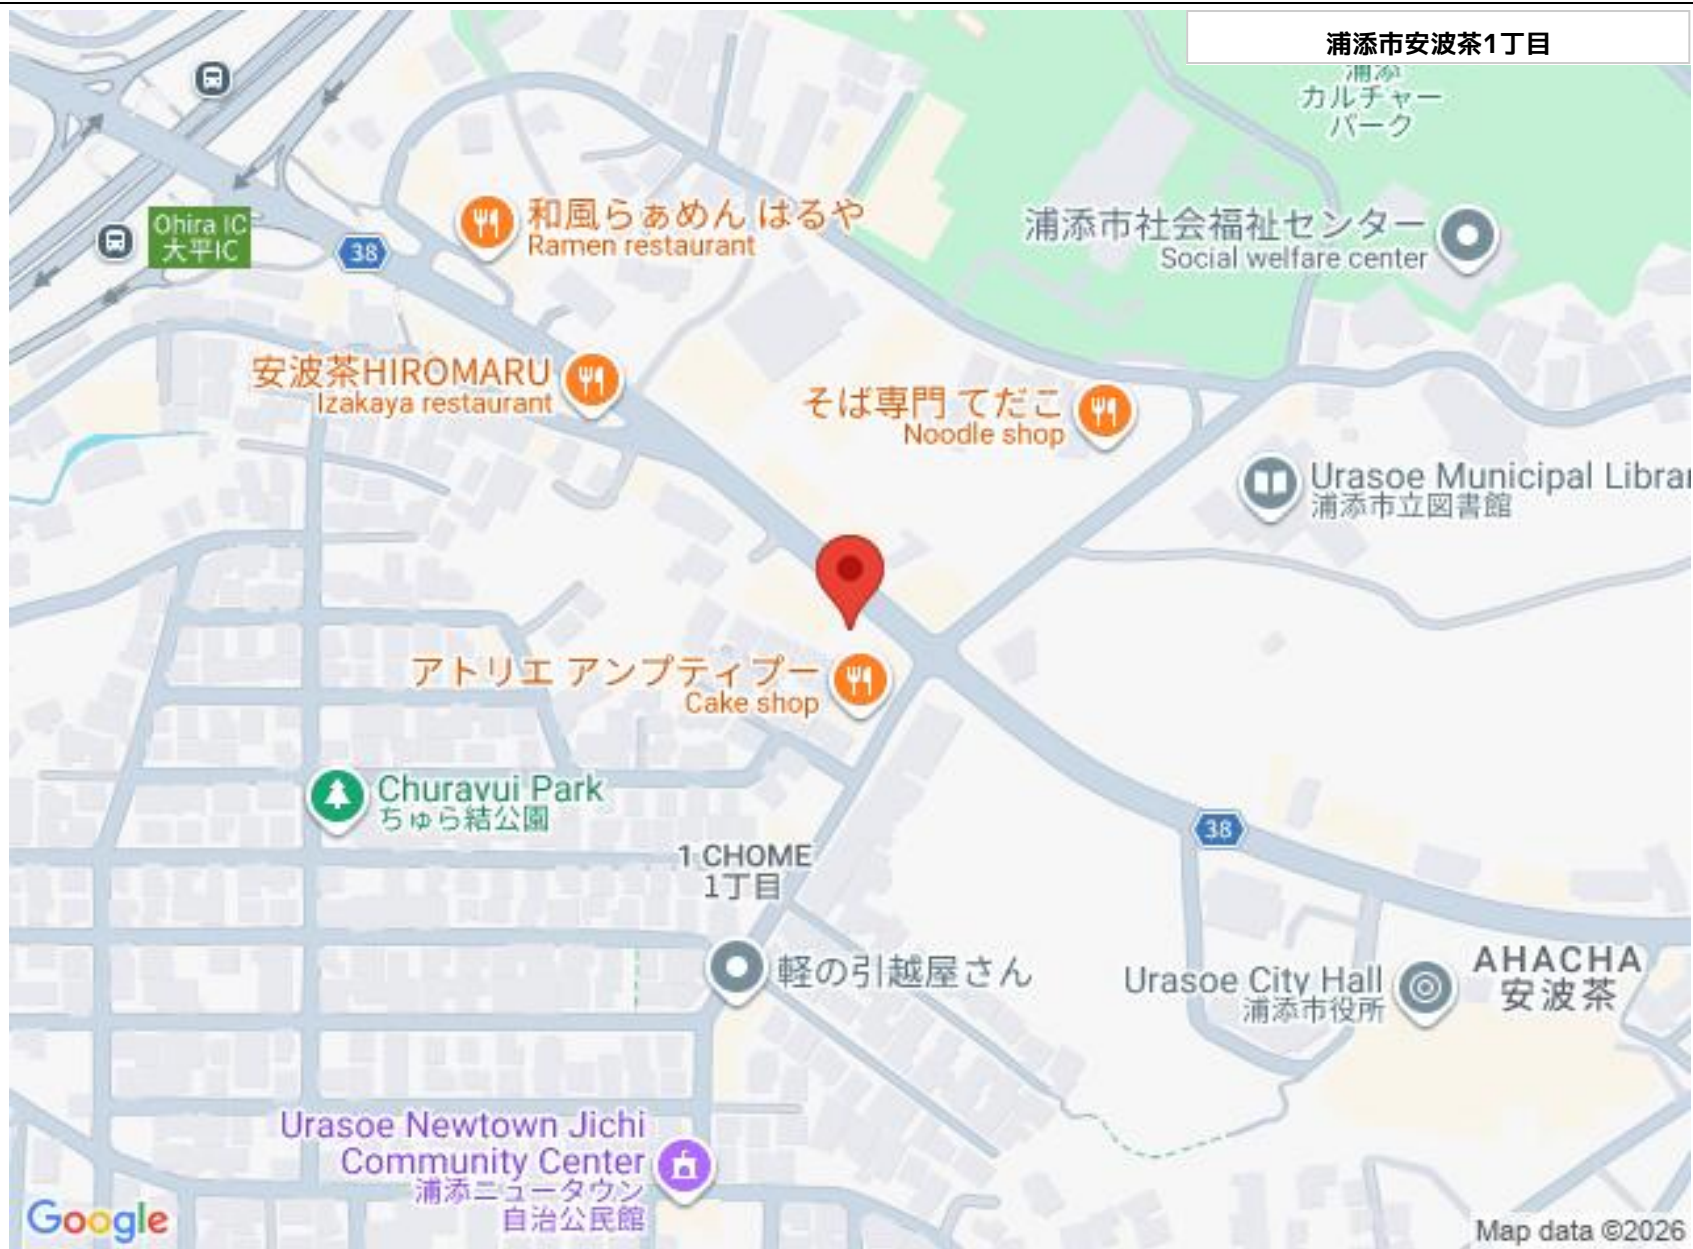 浦添市安波茶1丁目
浦添
カルチャー
パーク
和風らぁめん はるや
Ramen restaurant
浦添市社会福祉センター
Social welfare center
Ohira IC
大平IC
38
安波茶HIROMARU
Izakaya restaurant
そば専門 てだこ
Noodle shop
Urasoe Municipal Librar
浦添市立図書館
アトリエ アンプティプー
Cake shop
Churavui Park
ちゅら結公園
38
1 CHOME
1丁目
軽の引越屋さん
Urasoe City Hall
浦添市役所
AHACHA
安波茶
Urasoe Newtown Jichi
Community Center
浦添ニュータウン
自治公民館
Google
Map data ©2026